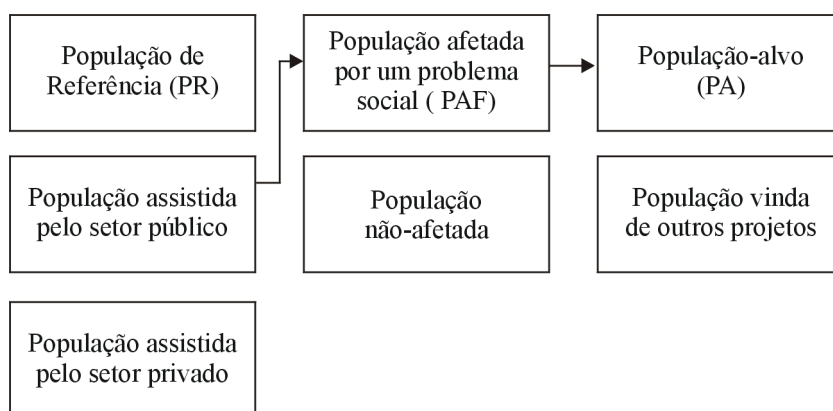 População de
Referência (PR)
População afetada
por um problema
social ( PAF)
População-alvo
(PA)
População assistida
pelo setor público
População
não-afetada
População vinda
de outros projetos
População assistida
pelo setor privado